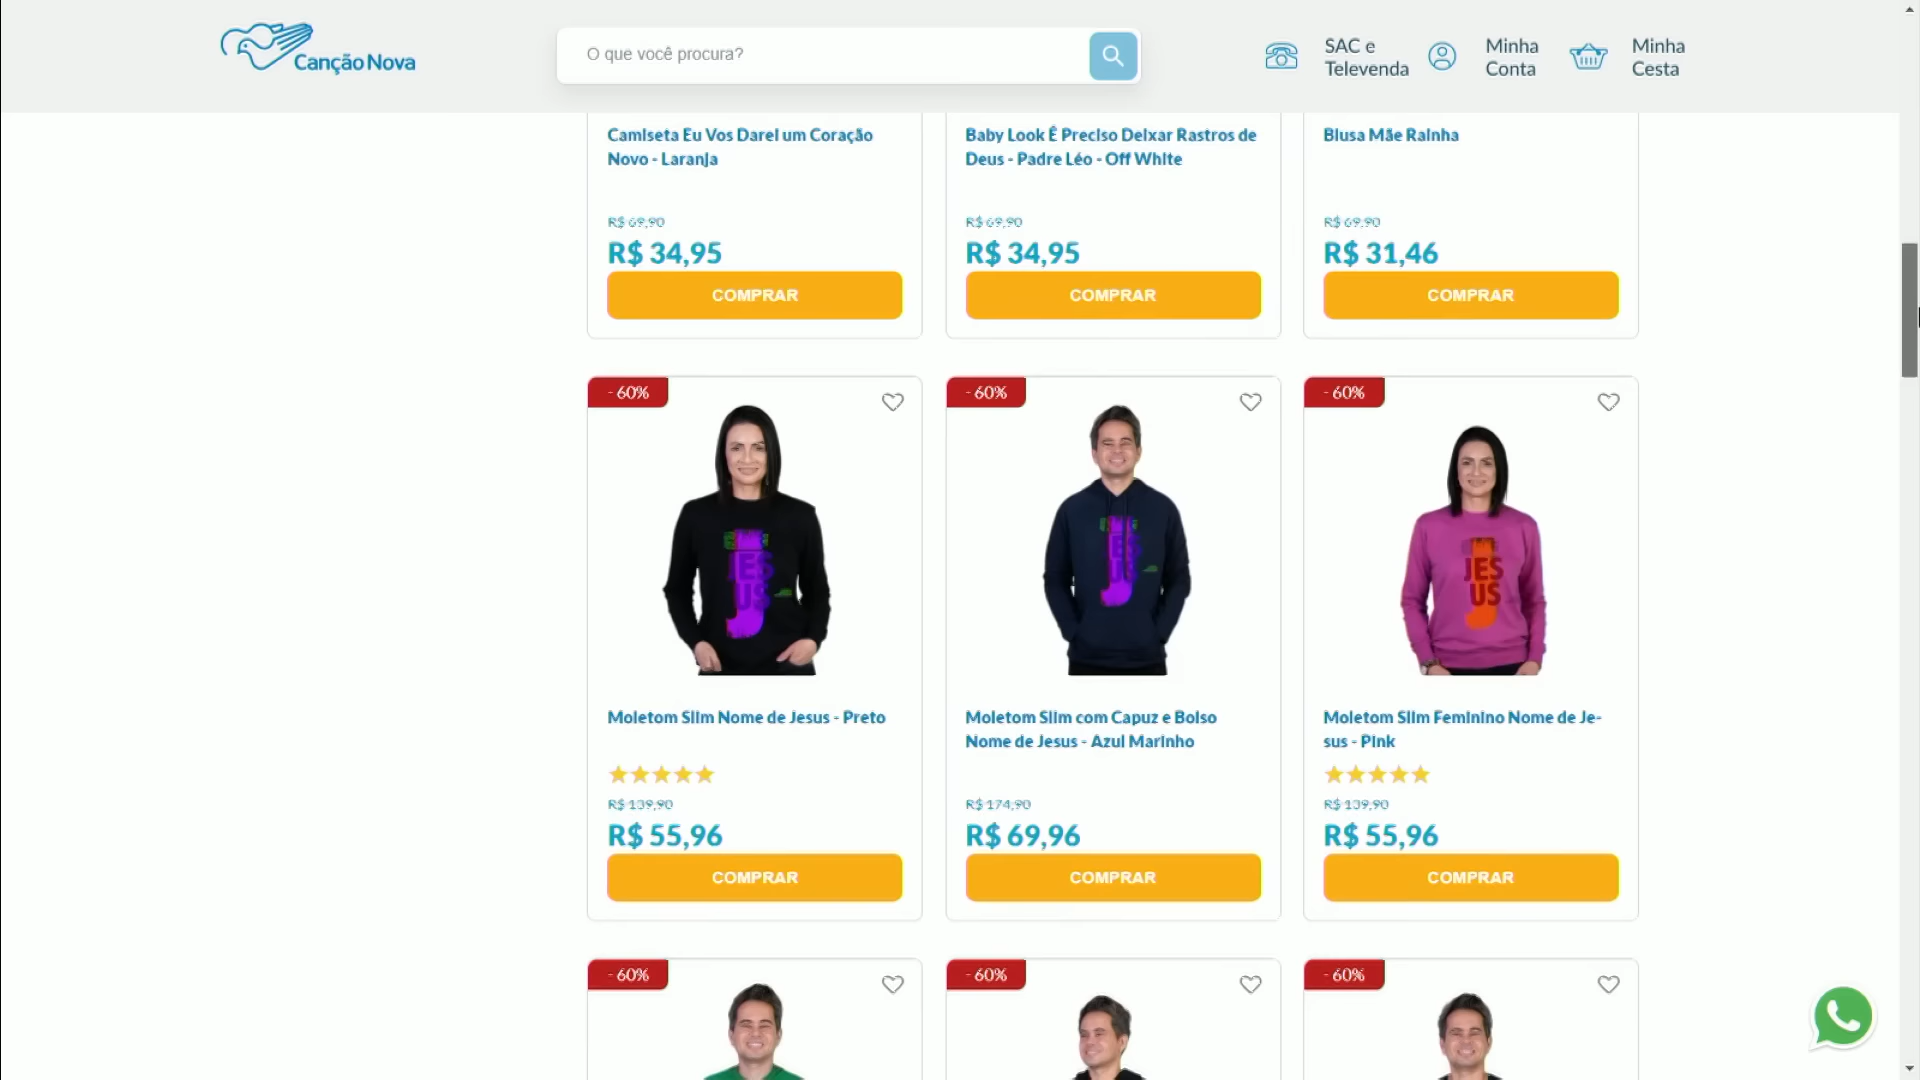 Canção Nova
O que você procura?
SAC e
Televenda
Minha
Conta
Minha
Cesta
Camiseta Eu Vos Darei um Coração
Novo - Laranja
Baby Look É Preciso Deixar Rastros de
Deus - Padre Léo - Off White
Blusa Mãe Rainha
R$ 69,90
R$ 69,90
R$ 69,90
R$ 34,95
R$ 34,95
R$ 31,46
COMPRAR
COMPRAR
COMPRAR
- 60%
- 60%
- 60%
JESUS
JESUS
JES
US
Moletom Slim Nome de Jesus - Preto
Moletom Slim com Capuz e Bolso
Nome de Jesus - Azul Marinho
Moletom Slim Feminino Nome de Je-
sus - Pink
R$ 139,90
R$ 174,90
R$ 139,90
R$ 55,96
R$ 69,96
R$ 55,96
COMPRAR
COMPRAR
COMPRAR
- 60%
- 60%
- 60%